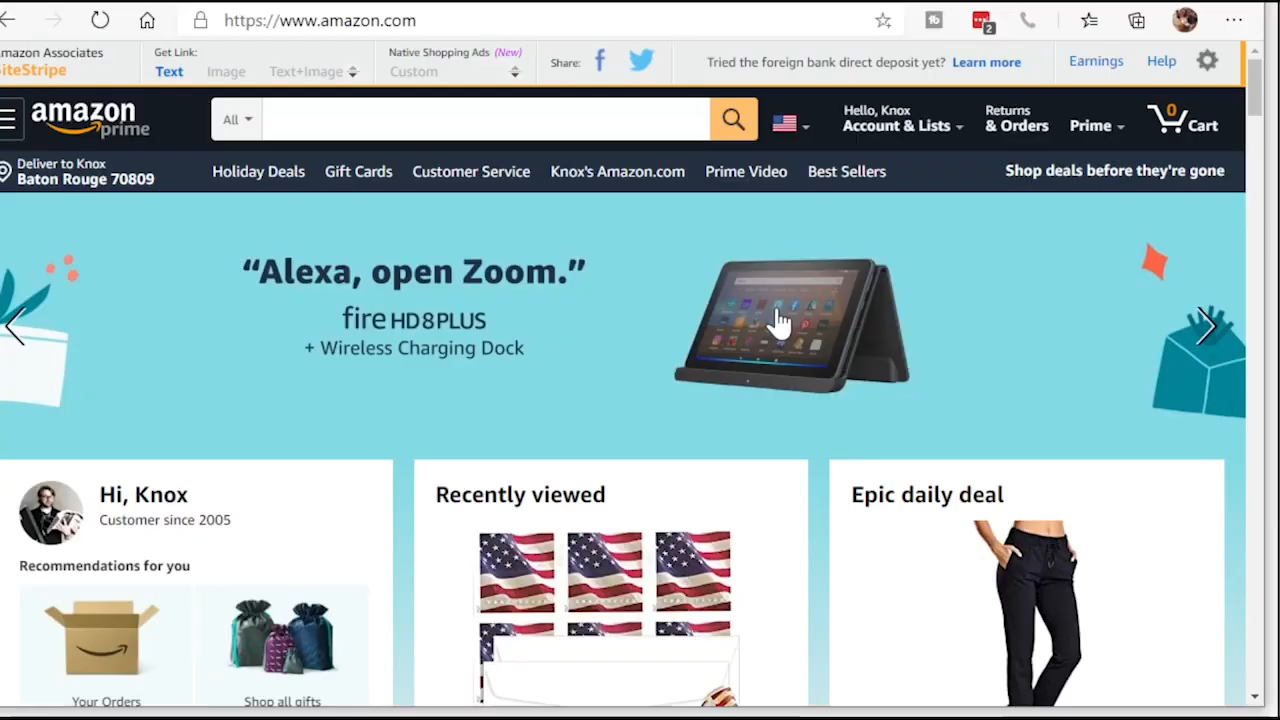 https://www.amazon.com
2
mazon Associates
iteStripe
Get Link:
Text Image Text+Image
Native Shopping Ads (New)
Custom
Share:
Tried the foreign bank direct deposit yet? Learn more
Earnings Help
amazon
prime
All
Hello, Knox
Account & Lists
Returns
& Orders
Prime
0
Cart
Deliver to Knox
Baton Rouge 70809
Holiday Deals Gift Cards Customer Service Knox's Amazon.com Prime Video Best Sellers
Shop deals before they're gone
“Alexa, open Zoom.”
fire HD8PLUS
+ Wireless Charging Dock
Hi, Knox
Customer since 2005
Recommendations for you
Your Orders
Shop all gifts
Recently viewed
Epic daily deal